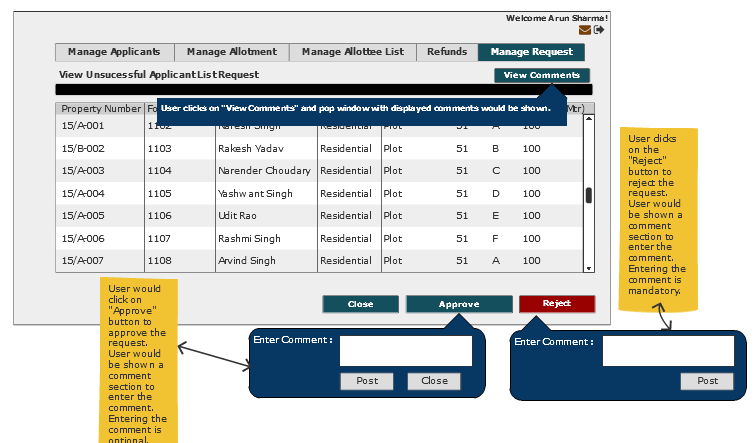 Welcome Arun Sharma!
Manage Applicants Manage Allotment Manage Allottee List Refunds Manage Request
View Unsucessful Applicant List Request View Comments
User clicks on "View Comments" and pop window with displayed comments would be shown.
Property Number Fo Mtr)
15/A-001 1102 Naresh Singh Residential Plot 51 A 100
15/B-002 1103 Rakesh Yadav Residential Plot 51 B 100
15/A-003 1104 Narender Choudary Residential Plot 51 C 100
15/A-004 1105 Yashwant Singh Residential Plot 51 D 100
15/A-005 1106 Udit Rao Residential Plot 51 E 100
15/A-006 1107 Rashmi Singh Residential Plot 51 F 100
15/A-007 1108 Arvind Singh Residential Plot 51 A 100
User clicks
on the
"Reject"
button to
reject the
request.
User would
be shown a
comment
section to
enter the
comment.
Entering the
comment is
mandatory.
Close Approve Reject
User would
click on
"Approve"
button to
approve the
request.
User would
be shown a
comment
section to
enter the
comment.
Entering the
comment is
optional.
Enter Comment :
Post Close
Enter Comment :
Post